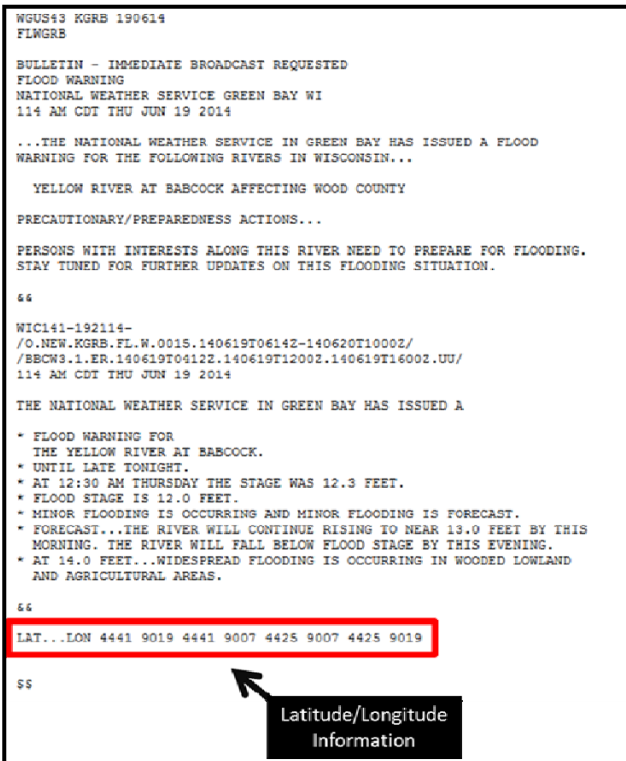 WGUS43 KGRB 190614
FLWGRB
BULLETIN - IMMEDIATE BROADCAST REQUESTED
FLOOD WARNING
NATIONAL WEATHER SERVICE GREEN BAY WI
114 AM CDT THU JUN 19 2014
...THE NATIONAL WEATHER SERVICE IN GREEN BAY HAS ISSUED A FLOOD
WARNING FOR THE FOLLOWING RIVERS IN WISCONSIN...
YELLOW RIVER AT BABCOCK AFFECTING WOOD COUNTY
PRECAUTIONARY/PREPAREDNESS ACTIONS...
PERSONS WITH INTERESTS ALONG THIS RIVER NEED TO PREPARE FOR FLOODING.
STAY TUNED FOR FURTHER UPDATES ON THIS FLOODING SITUATION.
&&
WIC141-192114-
/O.NEW.KGRB.FL.W.0015.140619T0614Z-140620T1000Z/
/BBCW3.1.ER.140619T0412Z.140619T1200Z.140619T1600Z.UU/
114 AM CDT THU JUN 19 2014
THE NATIONAL WEATHER SERVICE IN GREEN BAY HAS ISSUED A
* FLOOD WARNING FOR
THE YELLOW RIVER AT BABCOCK.
* UNTIL LATE TONIGHT.
* AT 12:30 AM THURSDAY THE STAGE WAS 12.3 FEET.
* FLOOD STAGE IS 12.0 FEET.
* MINOR FLOODING IS OCCURRING AND MINOR FLOODING IS FORECAST.
* FORECAST...THE RIVER WILL CONTINUE RISING TO NEAR 13.0 FEET BY THIS
MORNING. THE RIVER WILL FALL BELOW FLOOD STAGE BY THIS EVENING.
* AT 14.0 FEET...WIDESPREAD FLOODING IS OCCURRING IN WOODED LOWLAND
AND AGRICULTURAL AREAS.
&&
LAT...LON 4441 9019 4441 9007 4425 9007 4425 9019
$$
Latitude/Longitude
Information